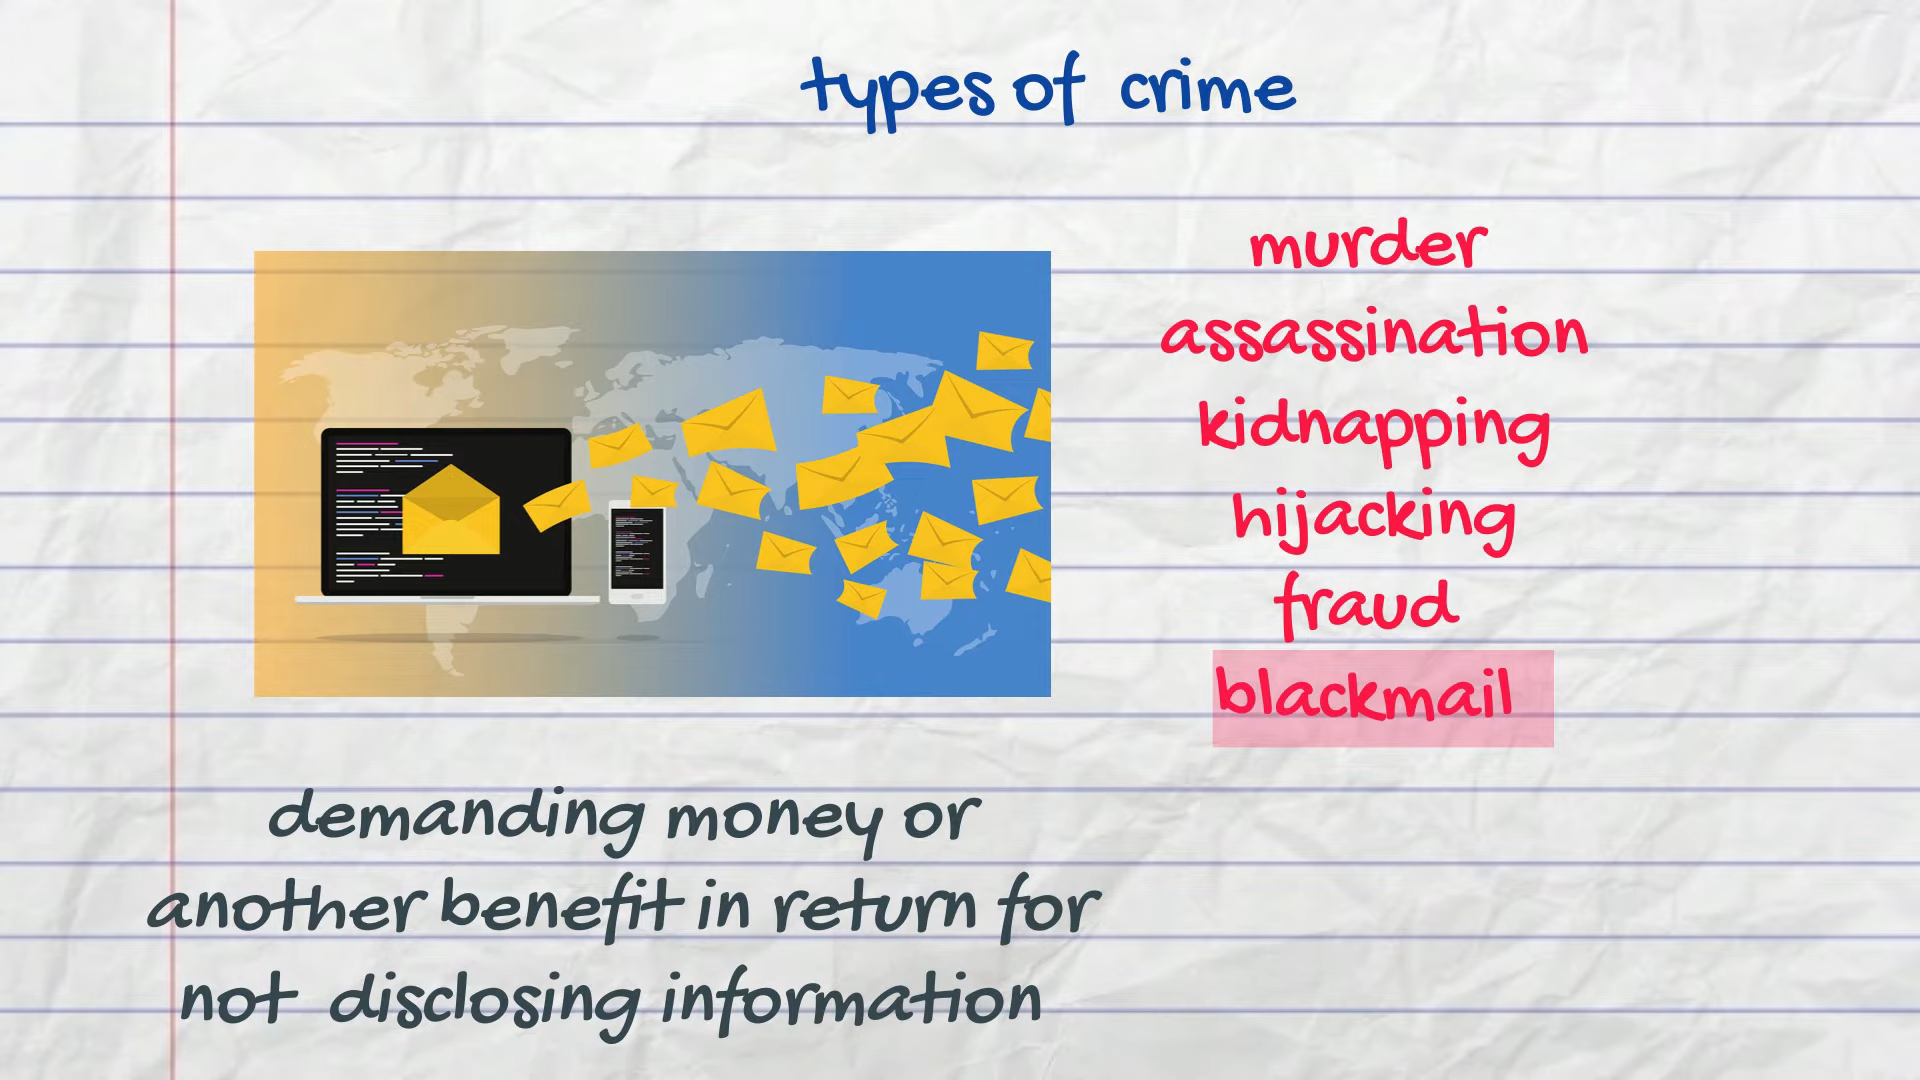 types of crime
murder
assassination
kidnapping
hijacking
fraud
blackmail
demanding money or
another benefit in return for
not disclosing information